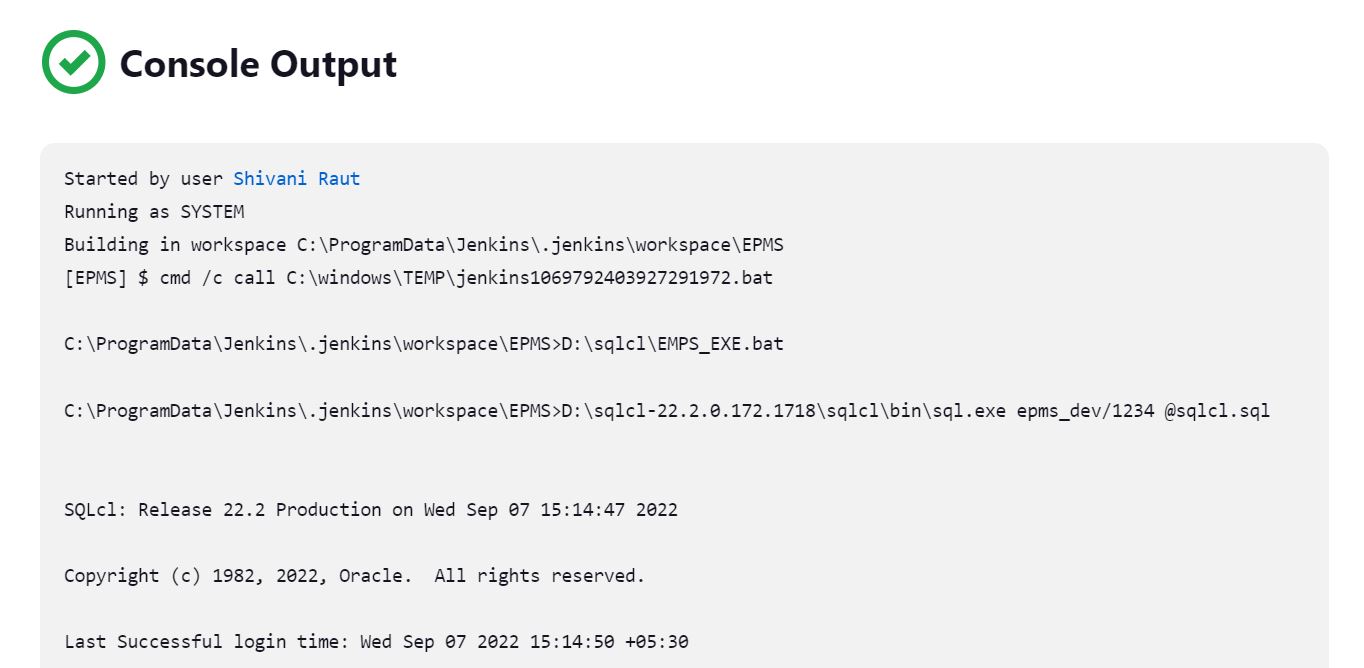 Console Output
Started by user Shivani Raut
Running as SYSTEM
Building in workspace C:\ProgramData\Jenkins\.jenkins\workspace\EPMS
[EPMS] $ cmd /c call C:\windows\TEMP\jenkins1069792403927291972.bat
C:\ProgramData\Jenkins\.jenkins\workspace\EPMS>D:\sqlcl\EMPS_EXE.bat
C:\ProgramData\Jenkins\.jenkins\workspace\EPMS>D:\sqlcl-22.2.0.172.1718\sqlcl\bin\sql.exe epms_dev/1234 @sqlcl.sql
SQLcl: Release 22.2 Production on Wed Sep 07 15:14:47 2022
Copyright (c) 1982, 2022, Oracle.  All rights reserved.
Last Successful login time: Wed Sep 07 2022 15:14:50 +05:30